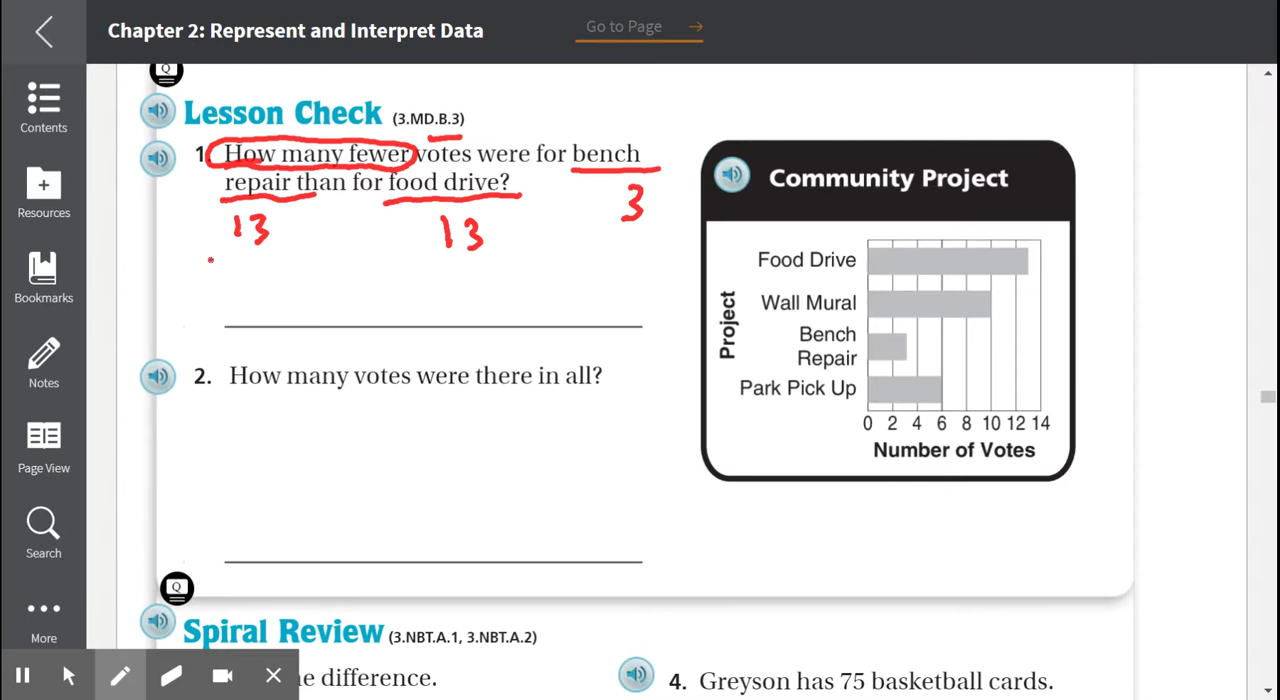 Chapter 2: Represent and Interpret Data
Go to Page →
Contents
Resources
Bookmarks
Notes
Page View
Search
More
Q
Lesson Check (3.MD.B.3)
1. How many fewer votes were for bench
repair than for food drive?
3
13
13
2. How many votes were there in all?
Community Project
Project
Food Drive
Wall Mural
Bench
Repair
Park Pick Up
0 2 4 6 8 10 12 14
Number of Votes
Q
Spiral Review (3.NBT.A.1, 3.NBT.A.2)
he difference.
4. Greyson has 75 basketball cards.